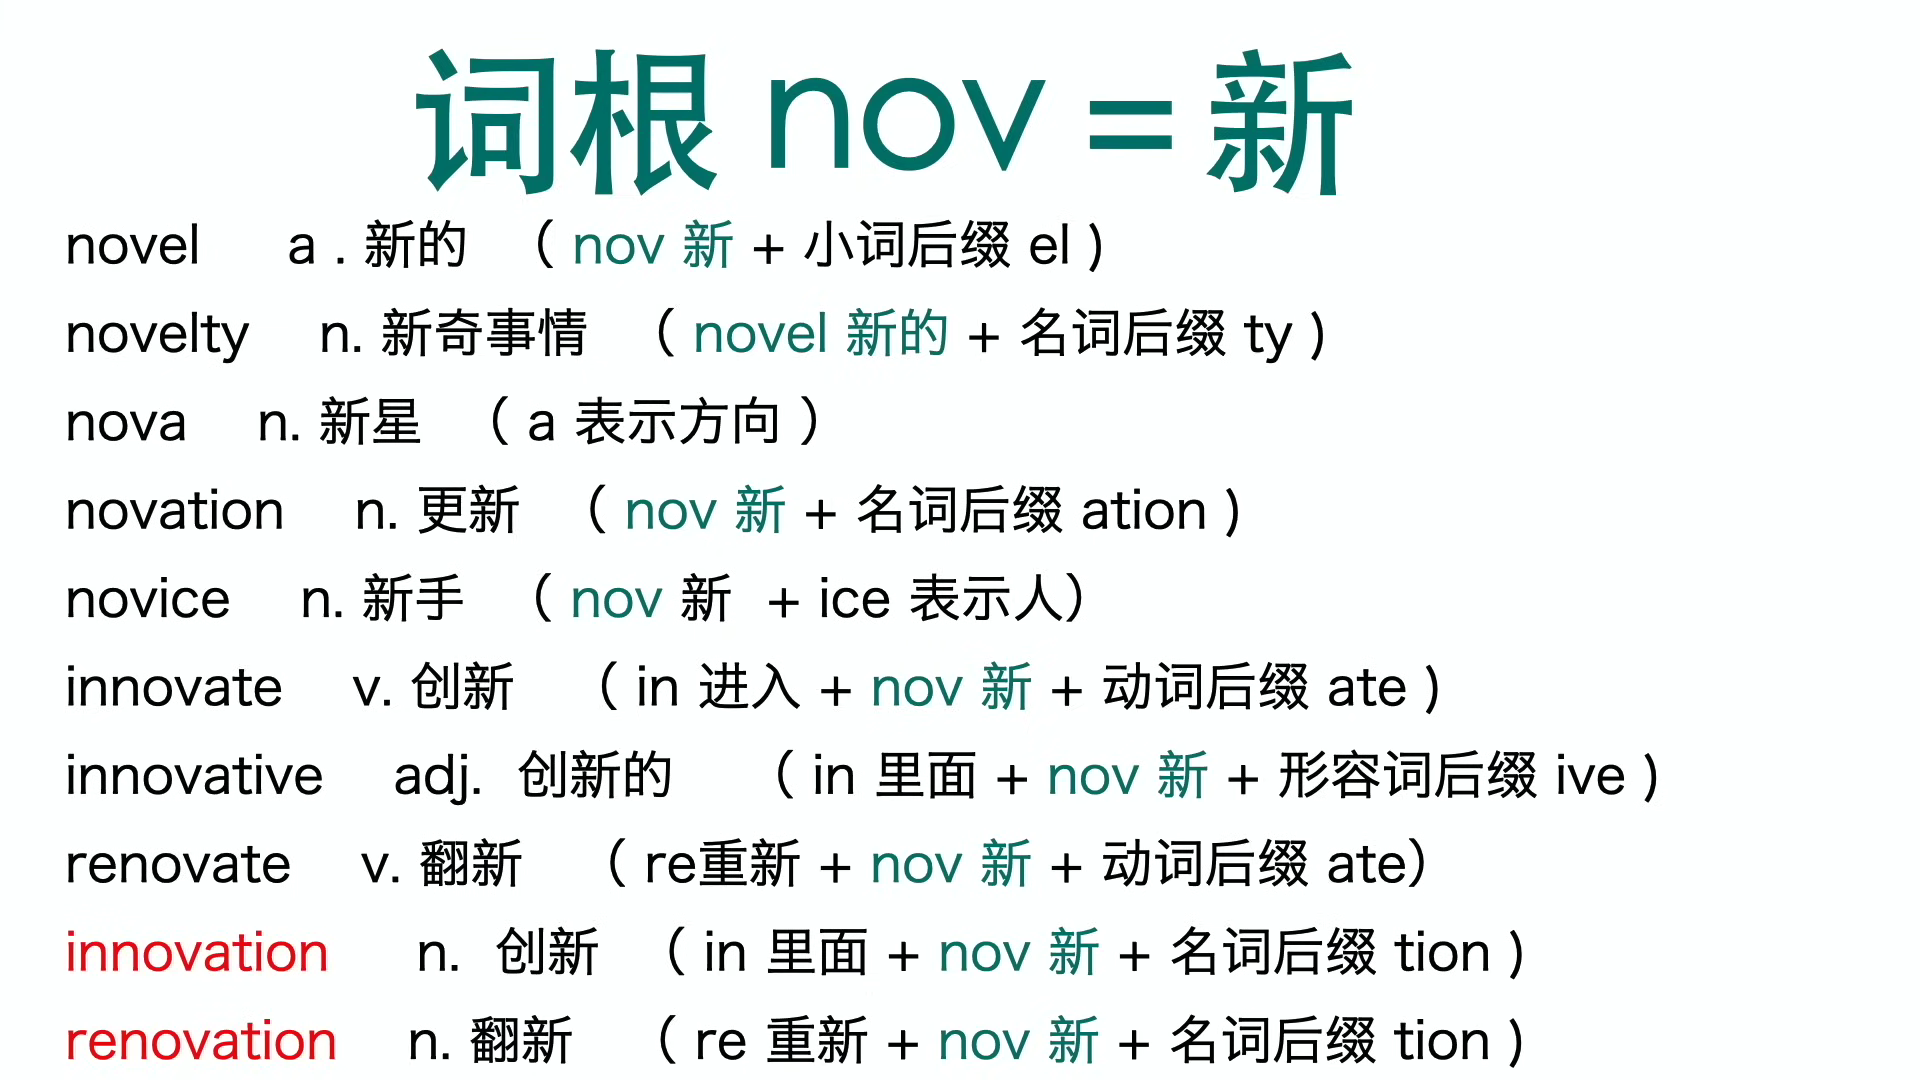 词根 nov = 新
novel a . 新的 （ nov 新 + 小词后缀 el )
novelty n. 新奇事情 （ novel 新的 + 名词后缀 ty )
nova n. 新星 （ a 表示方向 ）
novation n. 更新 （ nov 新 + 名词后缀 ation )
novice n. 新手 （ nov 新 + ice 表示人）
innovate v. 创新 （ in 进入 + nov 新 + 动词后缀 ate )
innovative adj. 创新的 （ in 里面 + nov 新 + 形容词后缀 ive )
renovate v. 翻新 （ re重新 + nov 新 + 动词后缀 ate）
innovation n. 创新 （ in 里面 + nov 新 + 名词后缀 tion )
renovation n. 翻新 （ re 重新 + nov 新 + 名词后缀 tion )